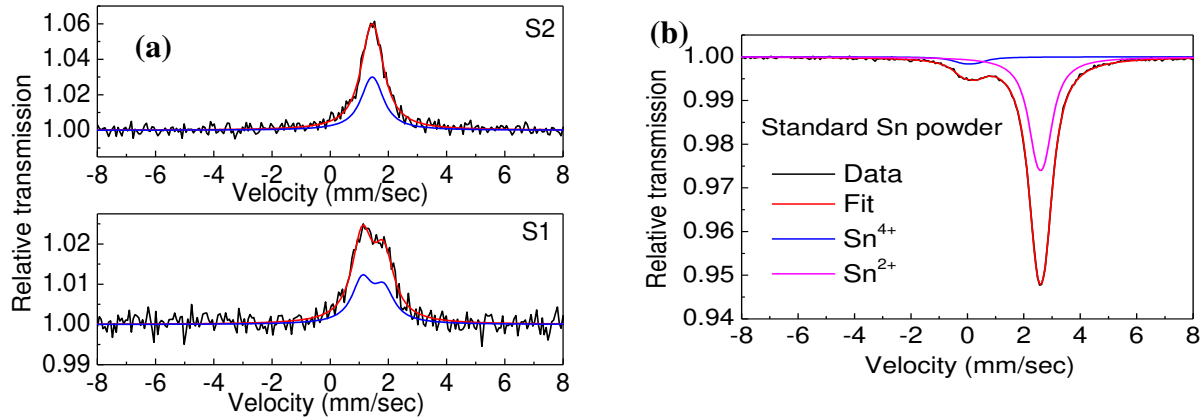 (a)
S2
1.06
1.04
1.02
1.00
-8 -6 -4 -2 0 2 4 6 8
Velocity (mm/sec)
Relative transmission
S1
1.02
1.01
1.00
0.99
-8 -6 -4 -2 0 2 4 6 8
Velocity (mm/sec)
(b)
1.00
0.99
0.98
0.97
0.96
0.95
0.94
Relative transmission
Standard Sn powder
Data
Fit
Sn⁴⁺
Sn²⁺
-8 -6 -4 -2 0 2 4 6 8
Velocity (mm/sec)